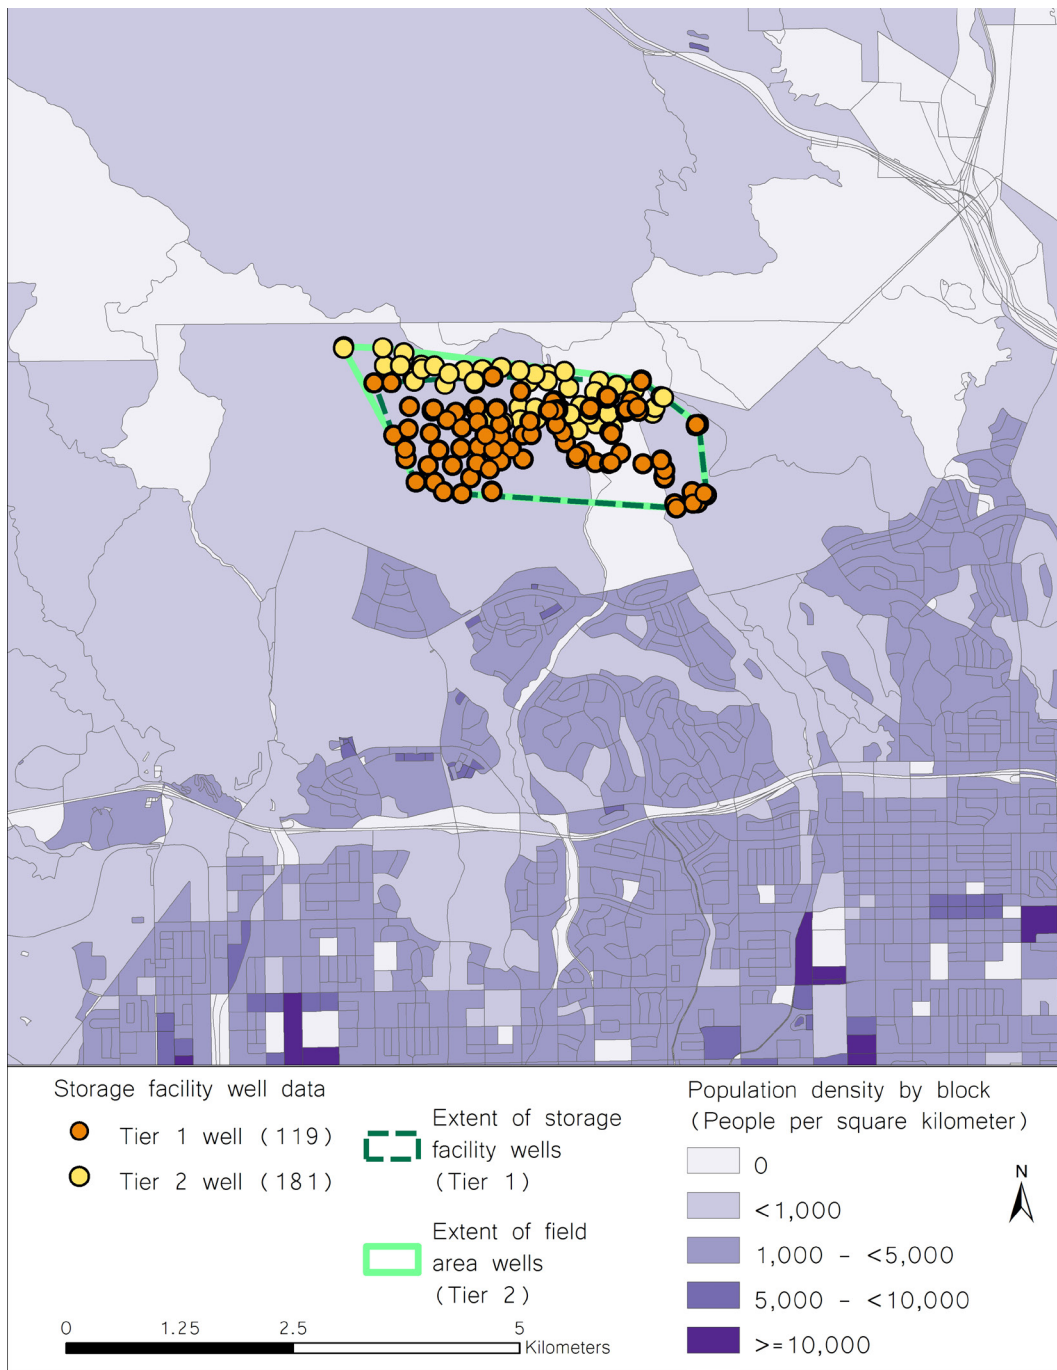 Storage facility well data
Tier 1 well (119)
Tier 2 well (181)
Extent of storage
facility wells
(Tier 1)
Extent of field
area wells
(Tier 2)
0 1.25 2.5 5
Kilometers
Population density by block
(People per square kilometer)
0
<1,000
1,000 - <5,000
5,000 - <10,000
>=10,000
N